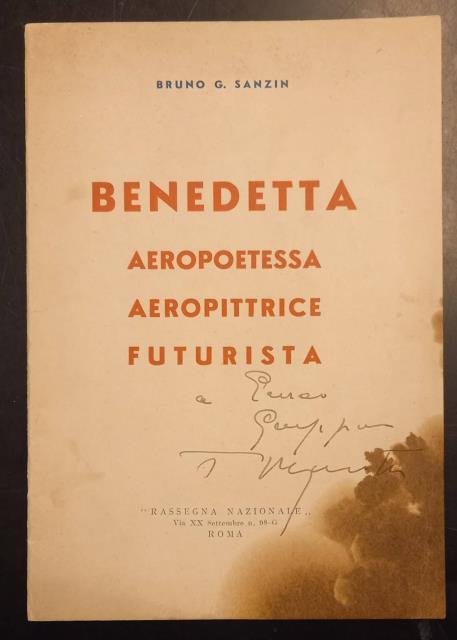 BRUNO G. SANZIN
BENEDETTA
AEROPOETESSA
AEROPITTRICE
FUTURISTA
a
"RASSEGNA NAZIONALE„
Via XX Settembre n. 98-G
ROMA